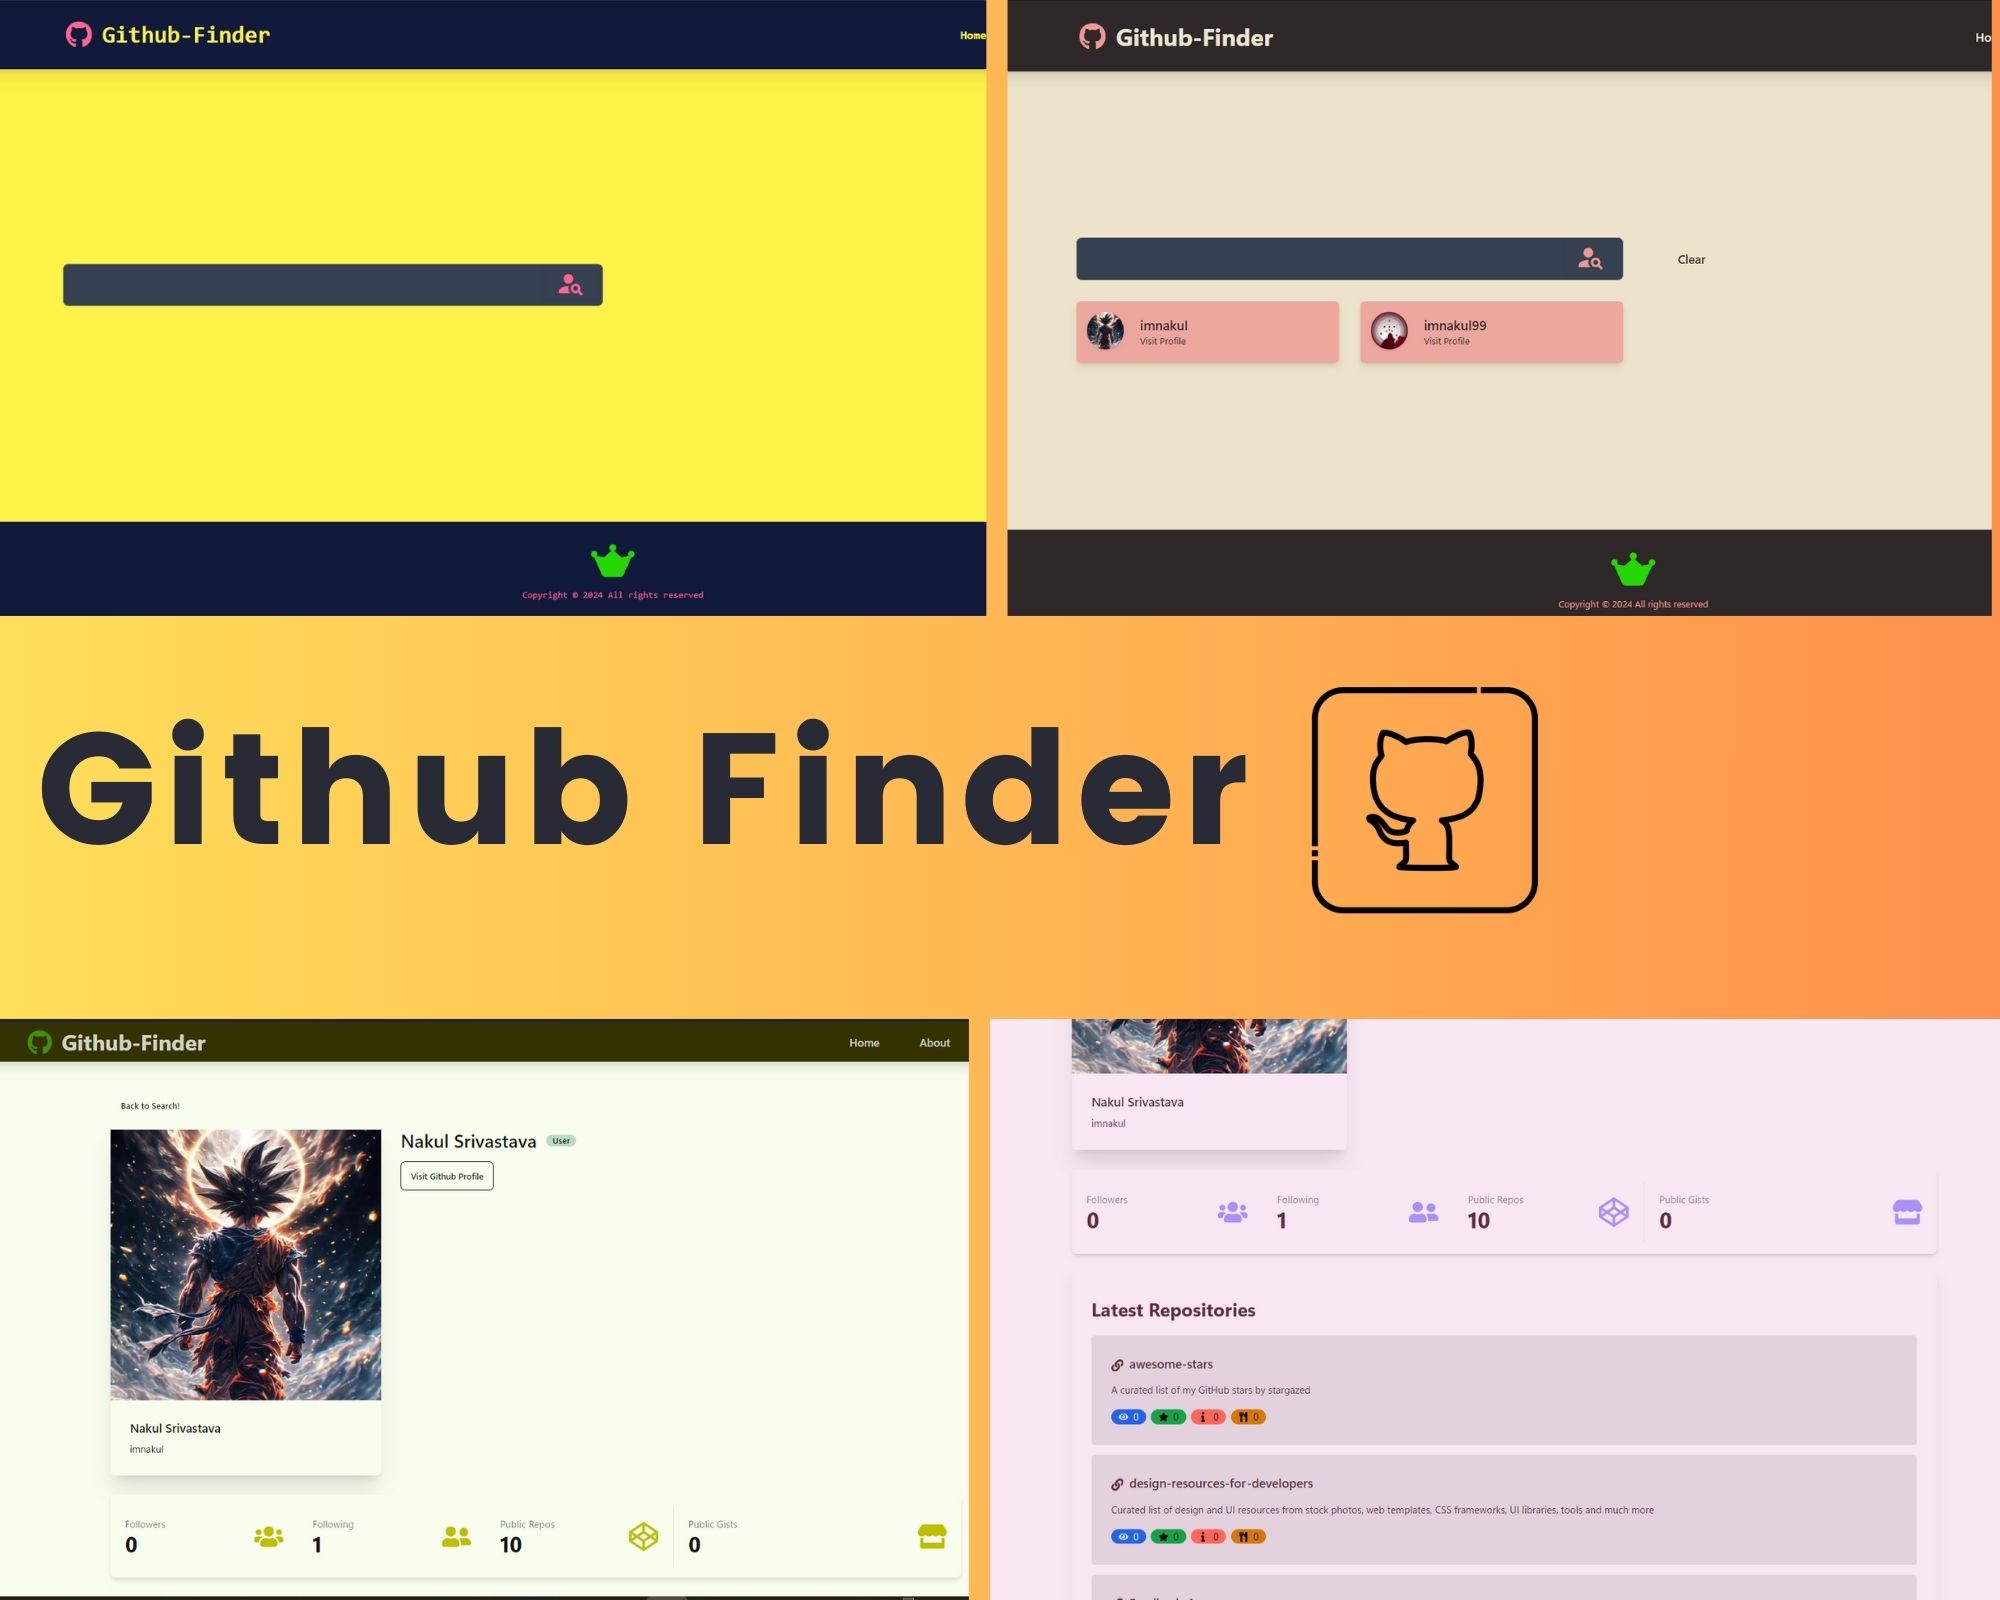 Github-Finder
Home
Copyright © 2024 All rights reserved
Github-Finder
Clear
imnakul
Visit Profile
imnakul99
Visit Profile
Copyright © 2024 All rights reserved
Github Finder
Github-Finder
Home
About
Back to Search!
Nakul Srivastava
User
Visit Github Profile
Nakul Srivastava
imnakul
Followers
0
Following
1
Public Repos
10
Public Gists
0
Nakul Srivastava
imnakul
Followers
0
Following
1
Public Repos
10
Public Gists
0
Latest Repositories
awesome-stars
A curated list of my GitHub stars by stargazed
0 0 0 0
design-resources-for-developers
Curated list of design and UI resources from stock photos, web templates, CSS frameworks, UI libraries, tools and much more
0 0 0 0